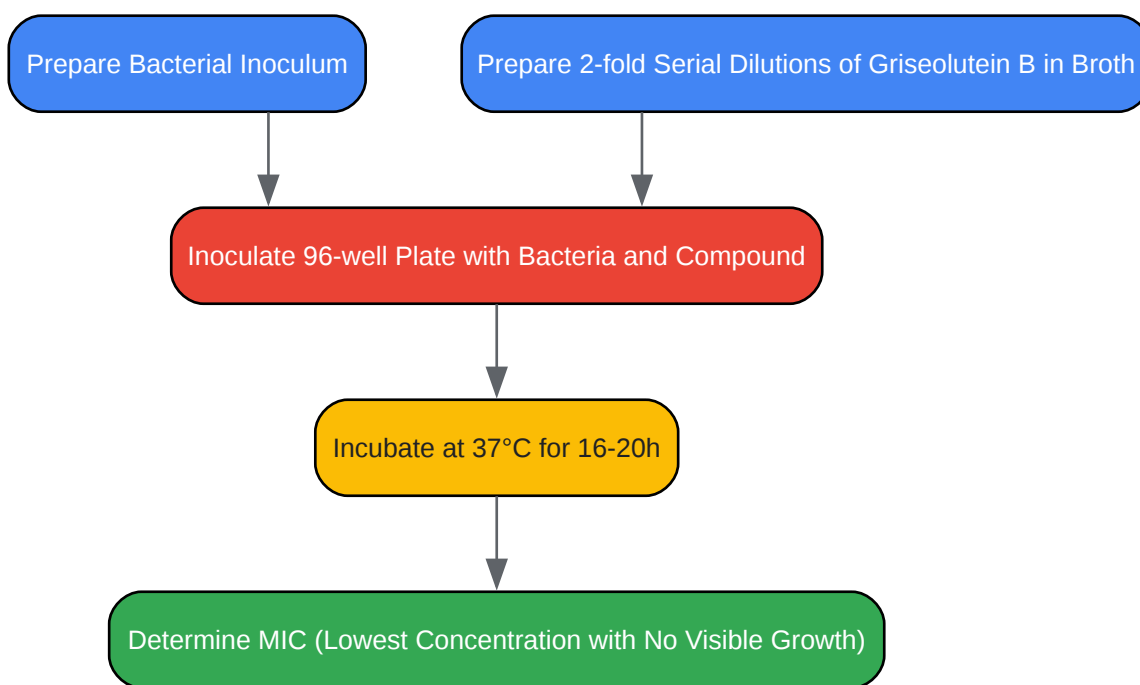 Prepare Bacterial Inoculum
Prepare 2-fold Serial Dilutions of Griseolutein B in Broth
Inoculate 96-well Plate with Bacteria and Compound
Incubate at 37°C for 16-20h
Determine MIC (Lowest Concentration with No Visible Growth)